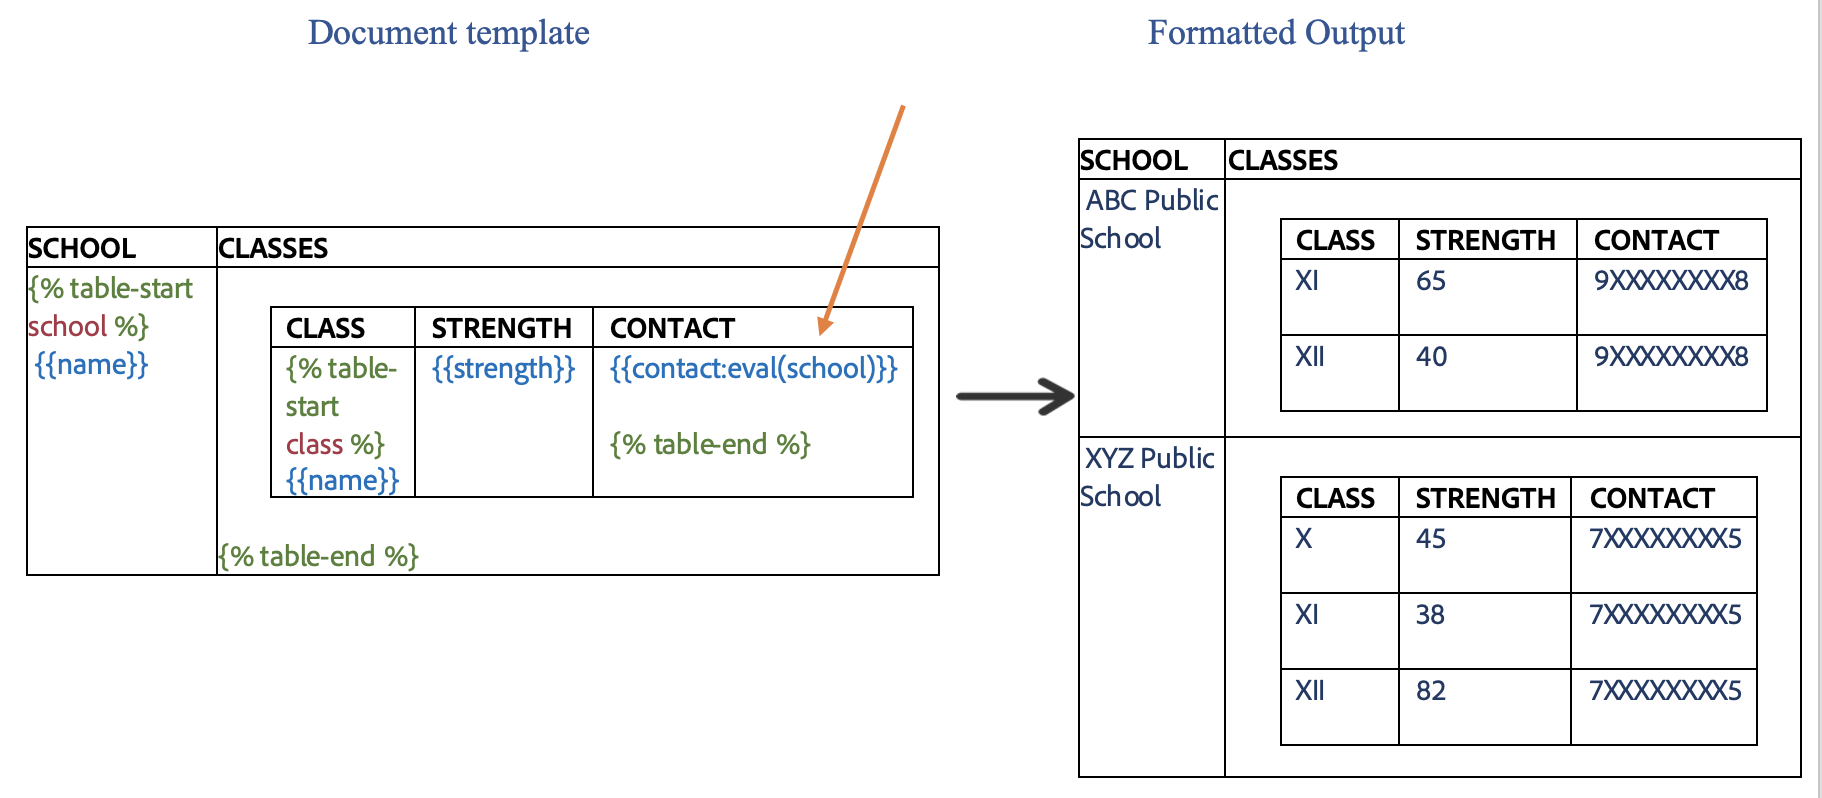 Document template
SCHOOL CLASSES
{% table-start
school %}
{{name}}
CLASS STRENGTH CONTACT
{% table-
start
class %}
{{name}}
{{strength}}
{{contact:eval(school)}}
{% table-end %}
{% table-end %}
Formatted Output
SCHOOL CLASSES
ABC Public
School
CLASS STRENGTH CONTACT
XI 65 9XXXXXXXX8
XII 40 9XXXXXXXX8
XYZ Public
School
CLASS STRENGTH CONTACT
X 45 7XXXXXXXX5
XI 38 7XXXXXXXX5
XII 82 7XXXXXXXX5